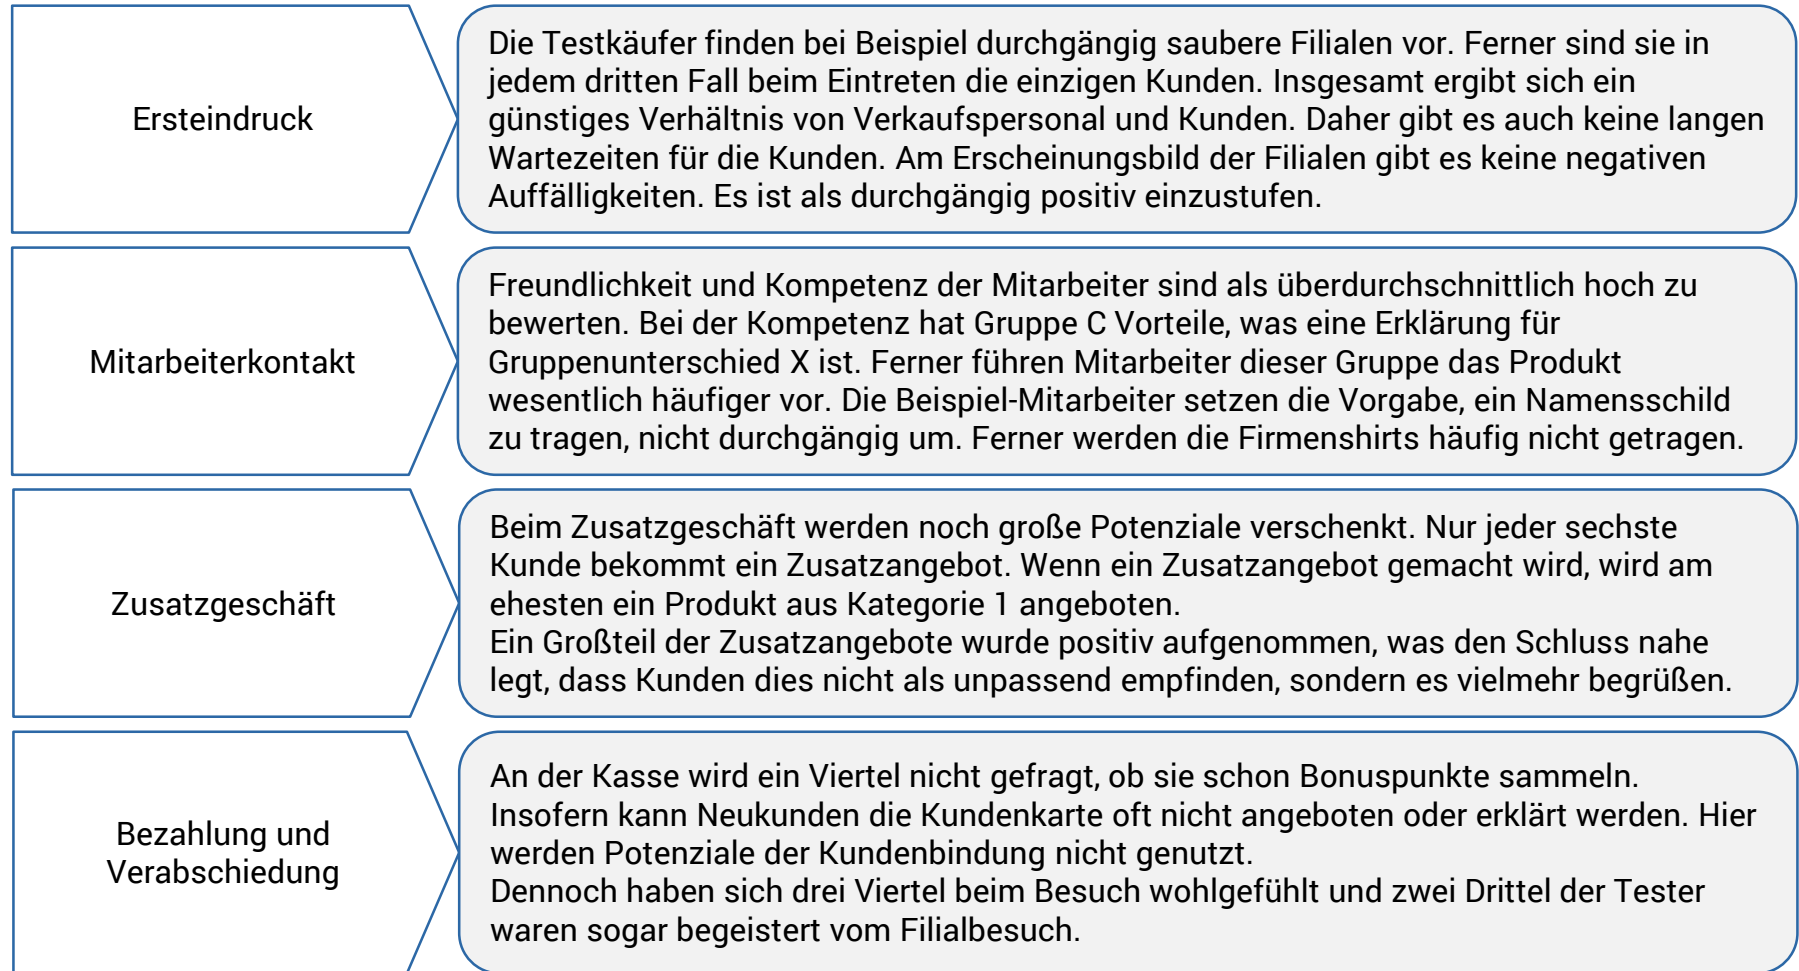 Ersteindruck
Die Testkäufer finden bei Beispiel durchgängig saubere Filialen vor. Ferner sind sie in
jedem dritten Fall beim Eintreten die einzigen Kunden. Insgesamt ergibt sich ein
günstiges Verhältnis von Verkaufspersonal und Kunden. Daher gibt es auch keine langen
Wartezeiten für die Kunden. Am Erscheinungsbild der Filialen gibt es keine negativen
Auffälligkeiten. Es ist als durchgängig positiv einzustufen.
Mitarbeiterkontakt
Freundlichkeit und Kompetenz der Mitarbeiter sind als überdurchschnittlich hoch zu
bewerten. Bei der Kompetenz hat Gruppe C Vorteile, was eine Erklärung für
Gruppenunterschied X ist. Ferner führen Mitarbeiter dieser Gruppe das Produkt
wesentlich häufiger vor. Die Beispiel-Mitarbeiter setzen die Vorgabe, ein Namensschild
zu tragen, nicht durchgängig um. Ferner werden die Firmenshirts häufig nicht getragen.
Zusatzgeschäft
Beim Zusatzgeschäft werden noch große Potenziale verschenkt. Nur jeder sechste
Kunde bekommt ein Zusatzangebot. Wenn ein Zusatzangebot gemacht wird, wird am
ehesten ein Produkt aus Kategorie 1 angeboten.
Ein Großteil der Zusatzangebote wurde positiv aufgenommen, was den Schluss nahe
legt, dass Kunden dies nicht als unpassend empfinden, sondern es vielmehr begrüßen.
Bezahlung und
Verabschiedung
An der Kasse wird ein Viertel nicht gefragt, ob sie schon Bonuspunkte sammeln.
Insofern kann Neukunden die Kundenkarte oft nicht angeboten oder erklärt werden. Hier
werden Potenziale der Kundenbindung nicht genutzt.
Dennoch haben sich drei Viertel beim Besuch wohlgefühlt und zwei Drittel der Tester
waren sogar begeistert vom Filialbesuch.